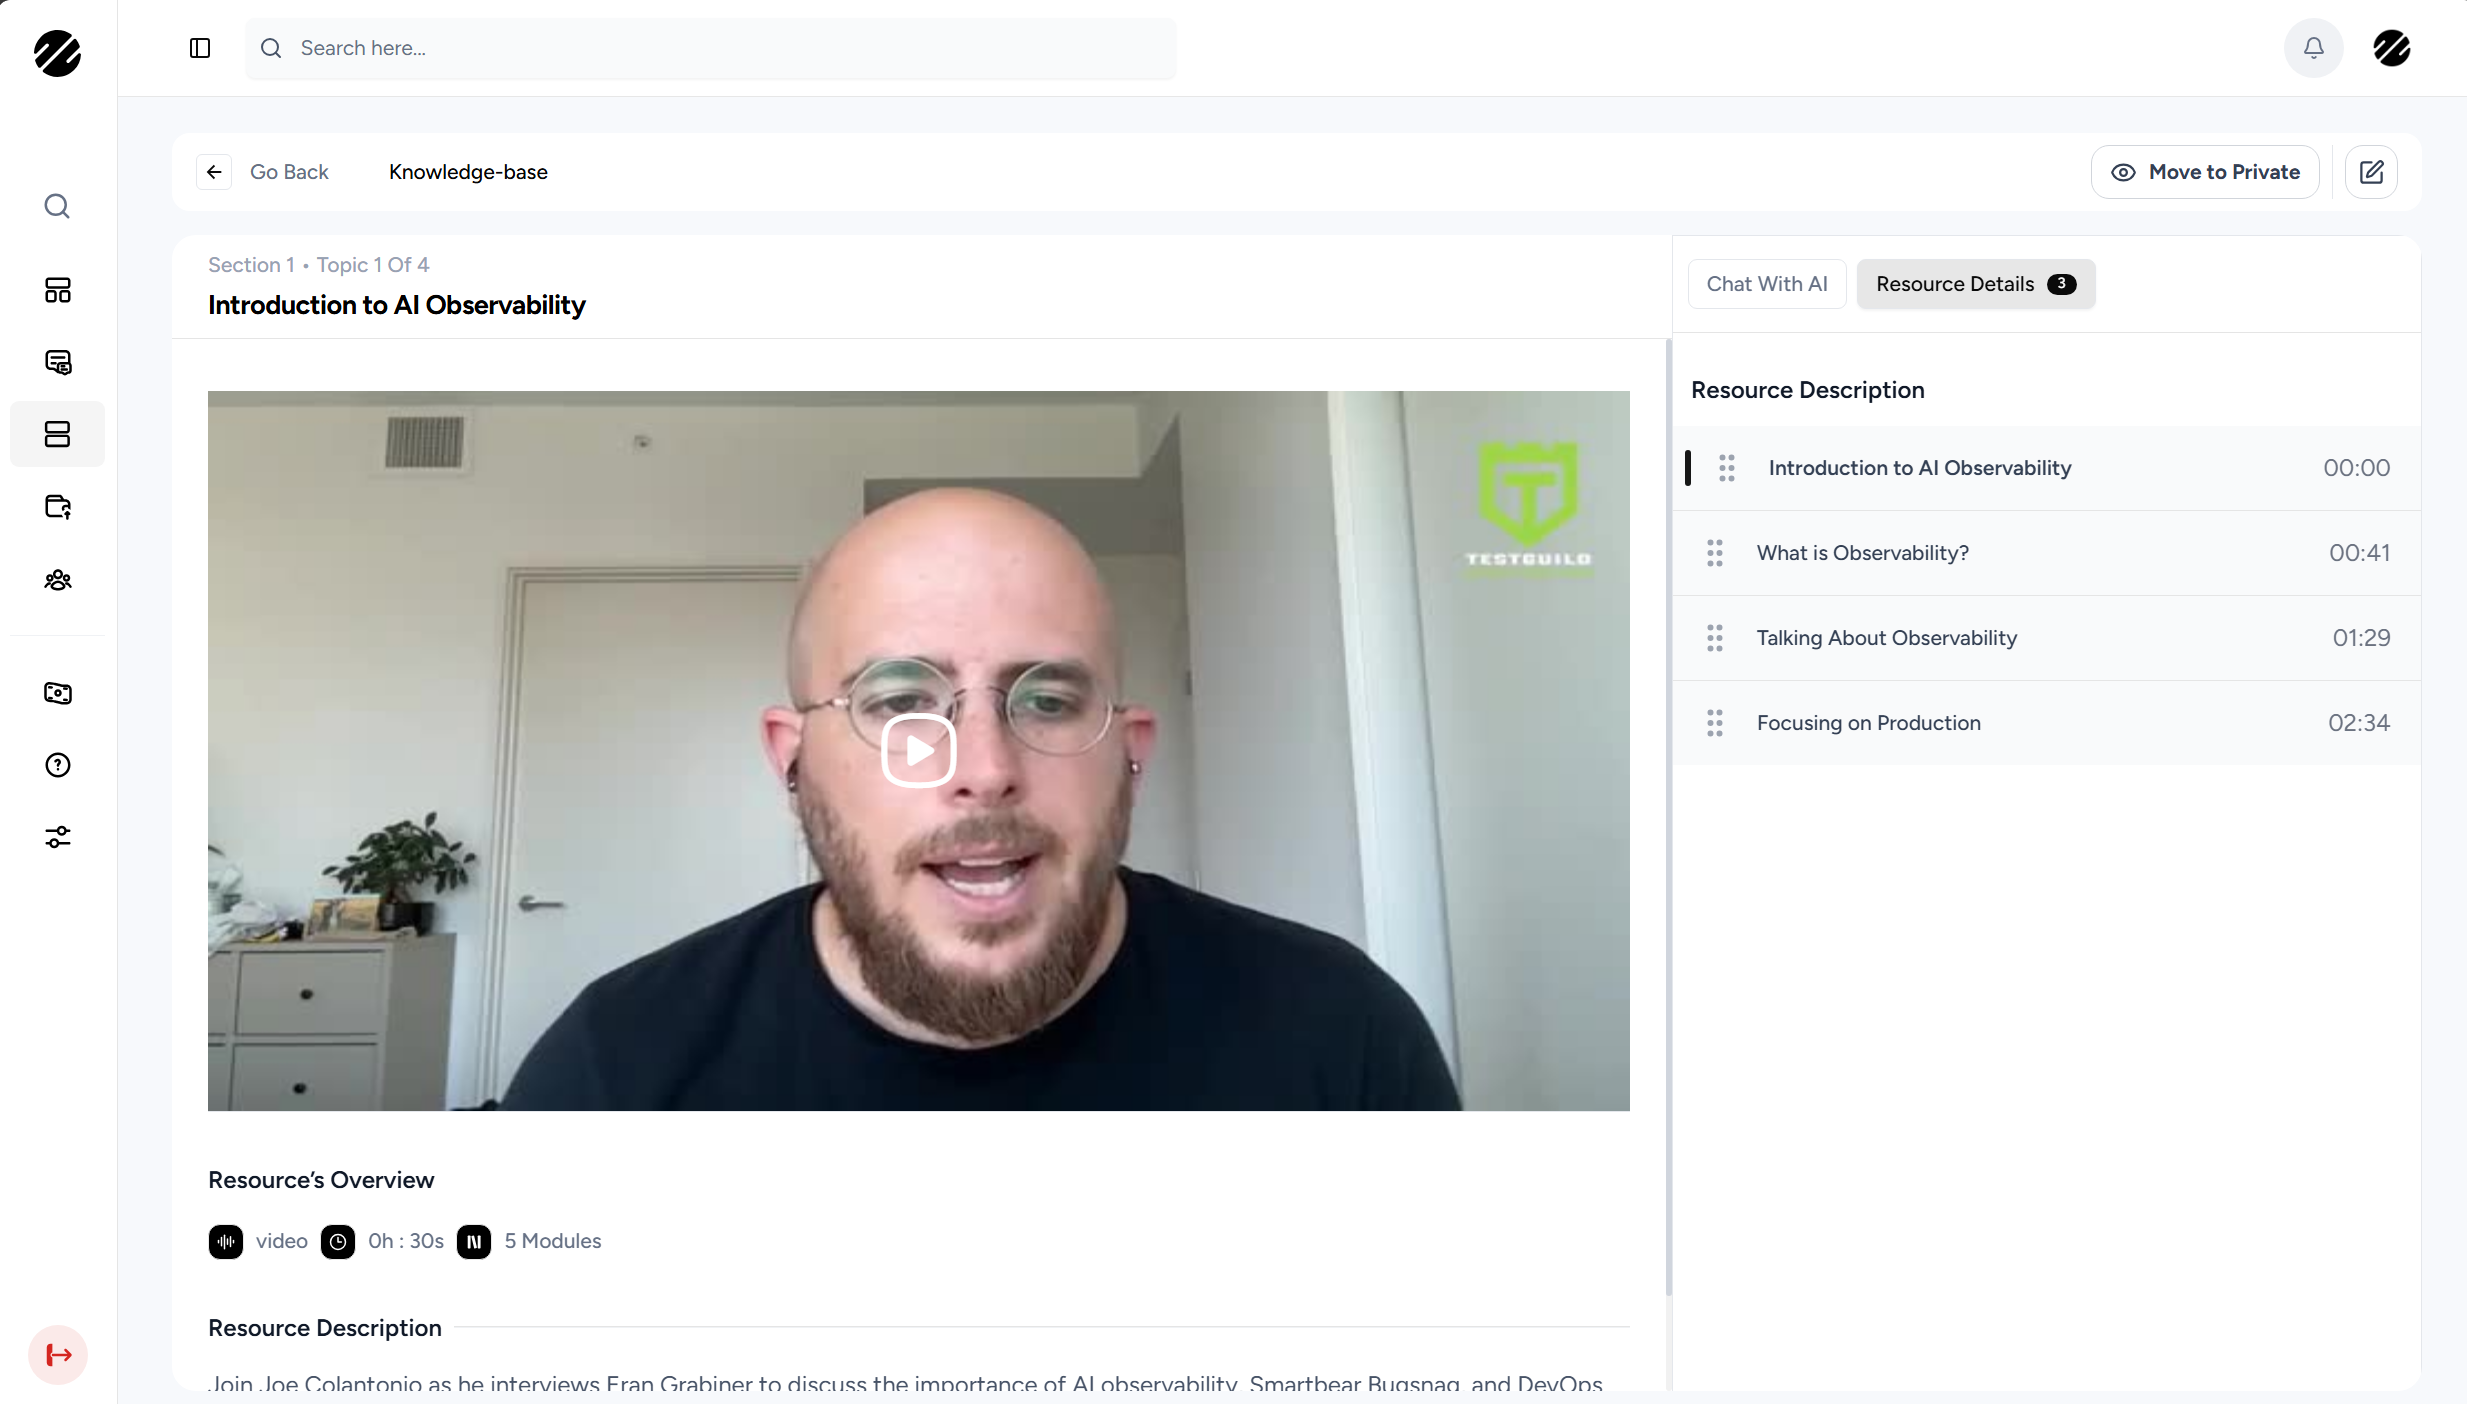 Search here...
Go Back
Knowledge-base
Move to Private
Section 1 • Topic 1 Of 4
Introduction to AI Observability
TESTGUILD
Resource's Overview
video
0h : 30s
5 Modules
Resource Description
Join Joe Colantonio as he interviews Eran Grabiner to discuss the importance of AI observability, Smartbear Bugsnag, and DevOps
Chat With AI
Resource Details 3
Resource Description
Introduction to AI Observability 00:00
What is Observability? 00:41
Talking About Observability 01:29
Focusing on Production 02:34